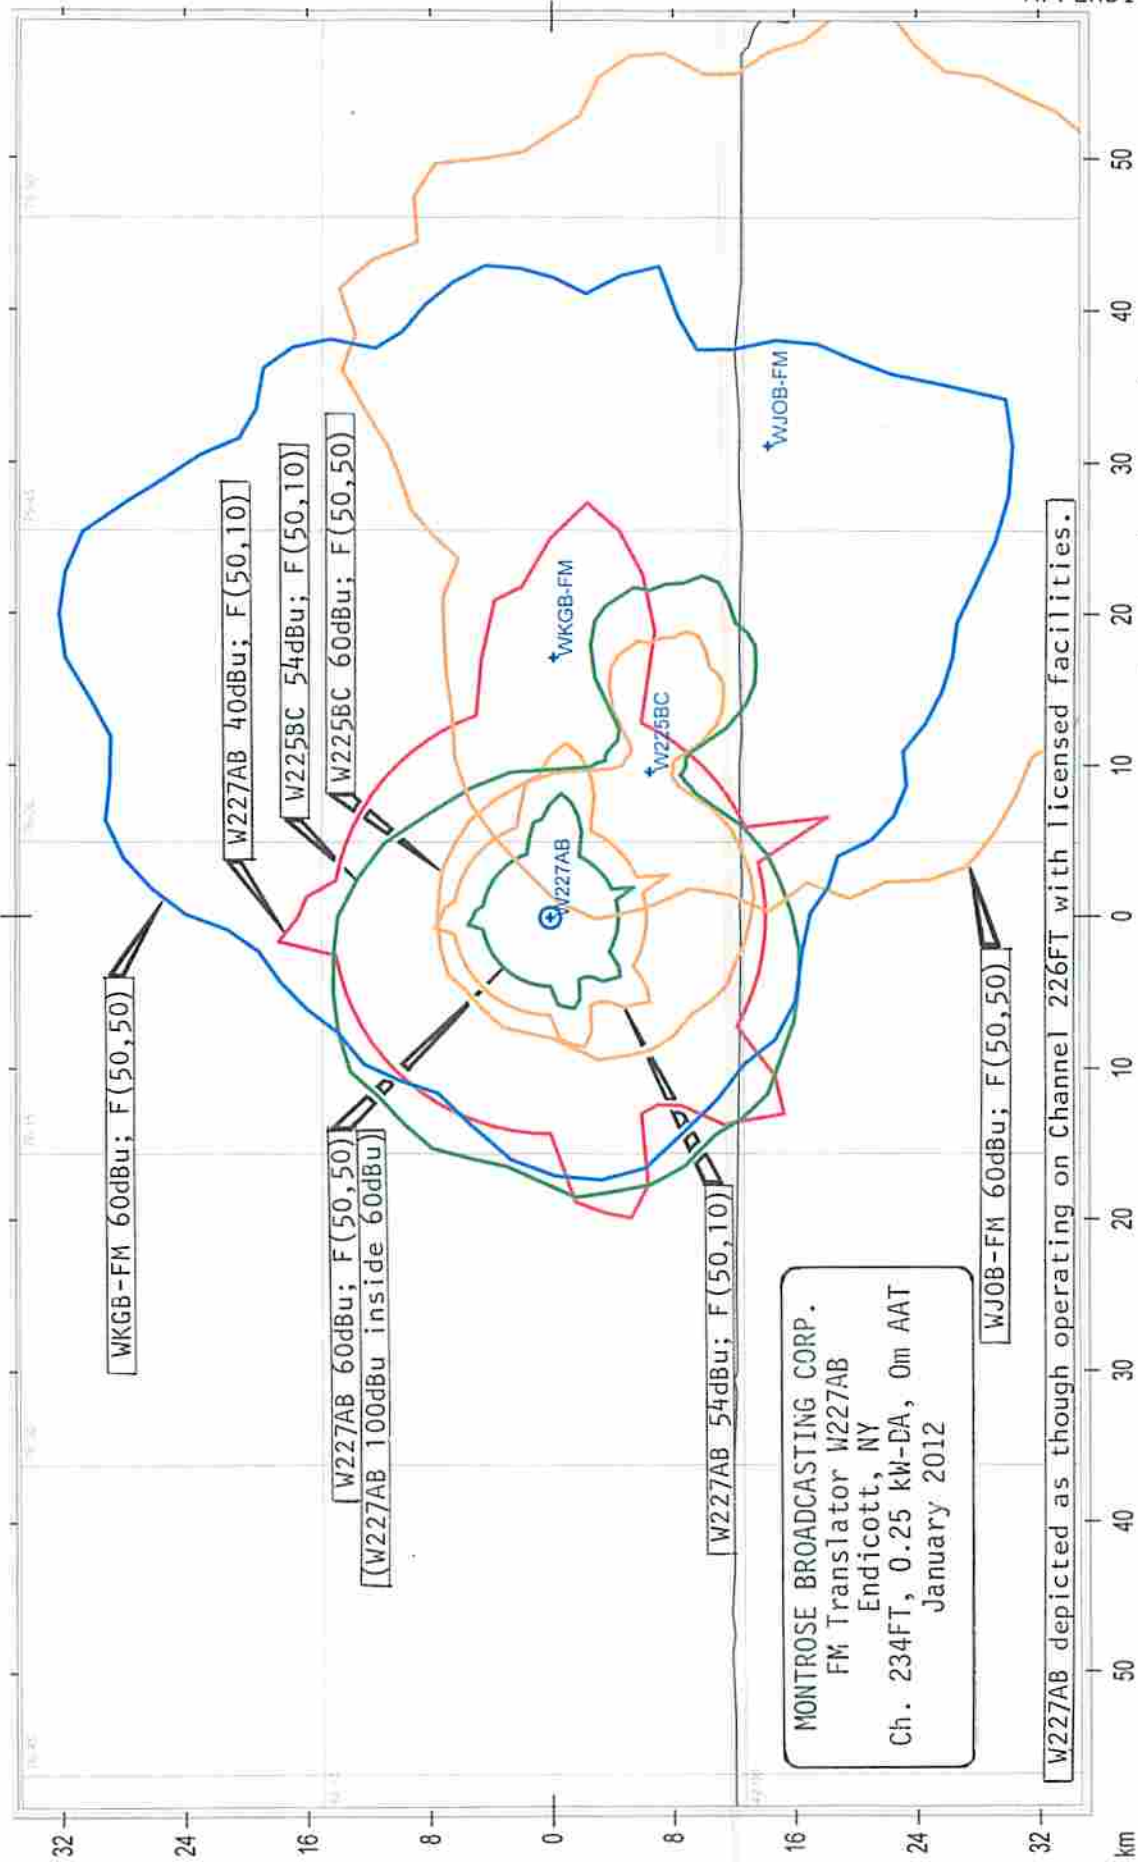 WKGB-FM 60dBu; F(50,50)
W227AB 40dBu; F(50,10)
W225BC 54dBu; F(50,10)
W225BC 60dBu; F(50,50)
W227AB 60dBu; F(50,50)
(W227AB 100dBu inside 60dBu)
W227AB 54dBu; F(50,10)
WJOB-FM 60dBu; F(50,50)
W227AB
WKGB-FM
W225BC
WJOB-FM
MONTROSE BROADCASTING CORP.
FM Translator W227AB
Endicott, NY
Ch. 234FT, 0.25 kW-DA, 0m AAT
January 2012
W227AB depicted as though operating on Channel 226FT with licensed facilities.
32
24
16
8
0
8
16
24
32
km
50
40
30
20
10
0
10
20
30
40
50